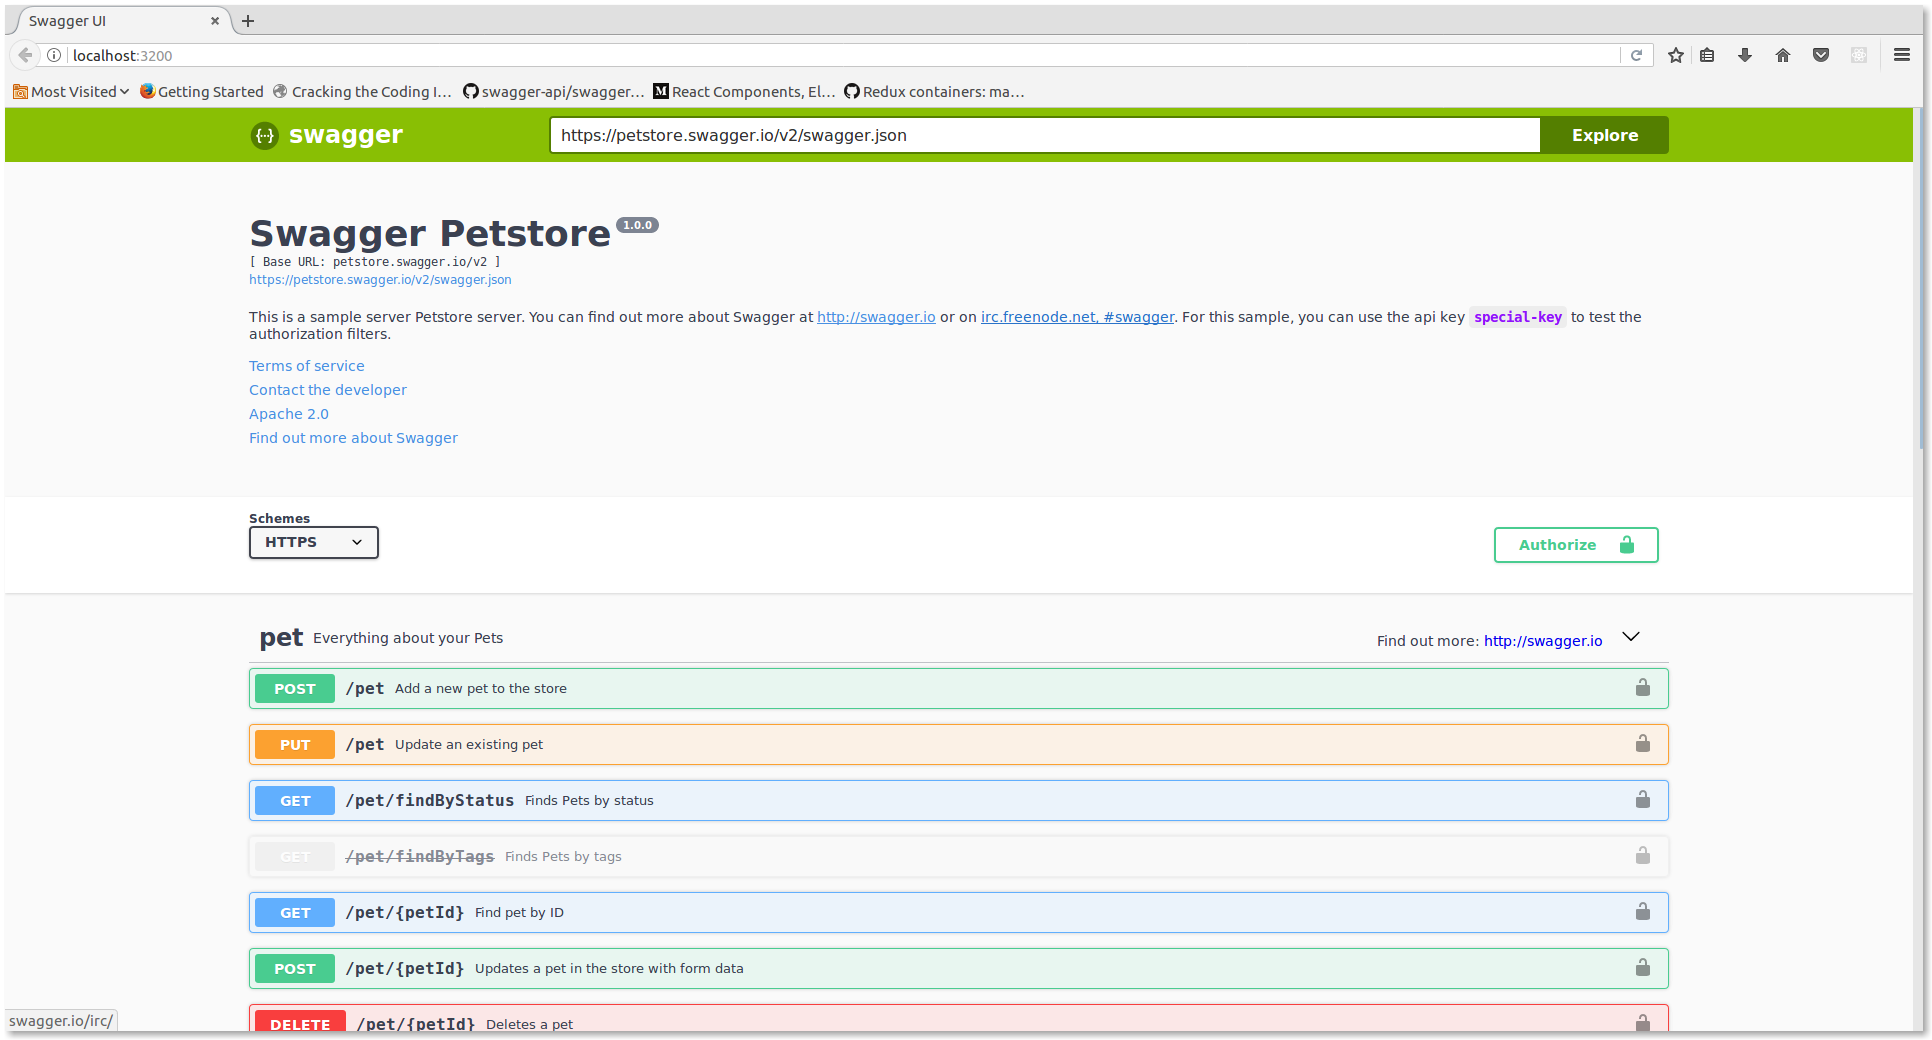 Swagger UI
localhost:3200
Most Visited Getting Started Cracking the Coding I... swagger-api/swagger... M React Components, El... Redux containers: ma...
{···} swagger https://petstore.swagger.io/v2/swagger.json Explore
Swagger Petstore 1.0.0
[ Base URL: petstore.swagger.io/v2 ]
https://petstore.swagger.io/v2/swagger.json
This is a sample server Petstore server. You can find out more about Swagger at http://swagger.io or on irc.freenode.net, #swagger. For this sample, you can use the api key special-key to test the
authorization filters.
Terms of service
Contact the developer
Apache 2.0
Find out more about Swagger
Schemes
HTTPS Authorize
pet Everything about your Pets Find out more: http://swagger.io
POST /pet Add a new pet to the store
PUT /pet Update an existing pet
GET /pet/findByStatus Finds Pets by status
GET /pet/findByTags Finds Pets by tags
GET /pet/{petId} Find pet by ID
POST /pet/{petId} Updates a pet in the store with form data
DELETE /pet/{petId} Deletes a pet
swagger.io/irc/